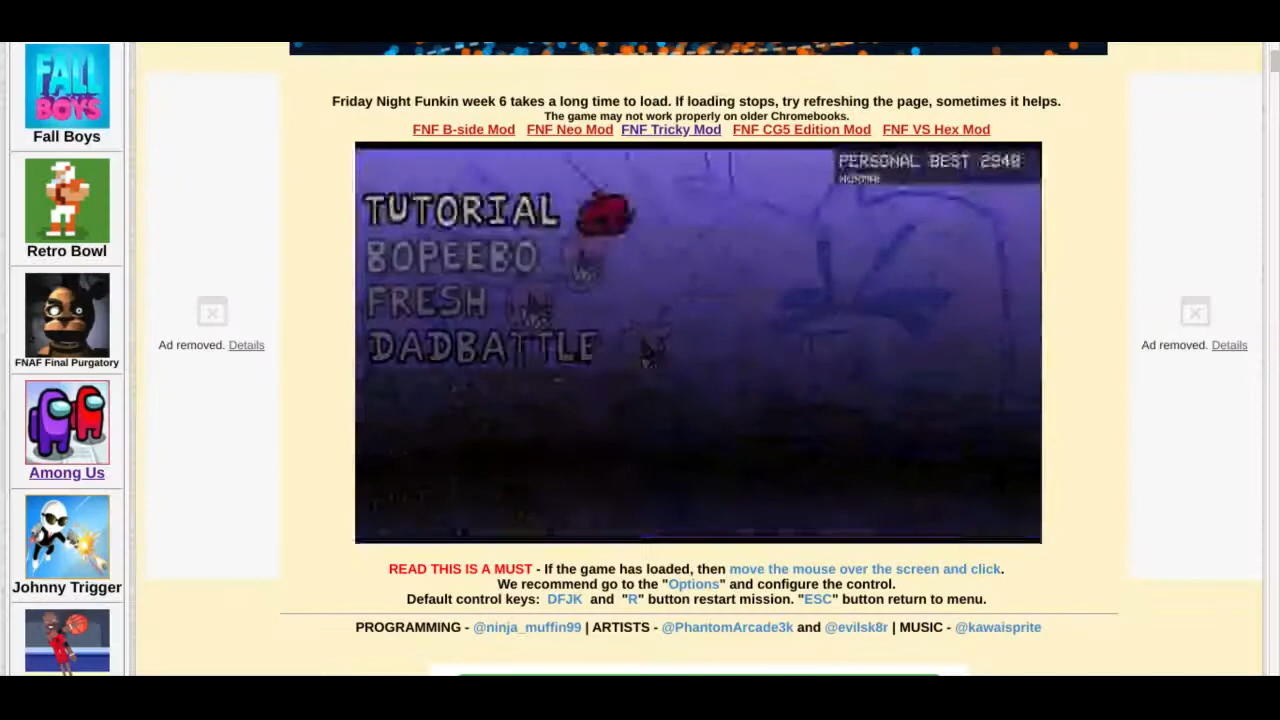 Fall Boys
Retro Bowl
FNAF Final Purgatory
Among Us
Johnny Trigger
FALL
BOYS
Ad removed. Details
Friday Night Funkin week 6 takes a long time to load. If loading stops, try refreshing the page, sometimes it helps.
The game may not work properly on older Chromebooks.
FNF B-side Mod FNF Neo Mod FNF Tricky Mod FNF CG5 Edition Mod FNF VS Hex Mod
PERSONAL BEST 2940
TUTORIAL
BOPEEBO
FRESH
DADBATTLE
READ THIS IS A MUST - If the game has loaded, then move the mouse over the screen and click.
We recommend go to the "Options" and configure the control.
Default control keys: DFJK and "R" button restart mission. "ESC" button return to menu.
PROGRAMMING - @ninja_muffin99 | ARTISTS - @PhantomArcade3k and @evilsk8r | MUSIC - @kawaisprite
Ad removed. Details